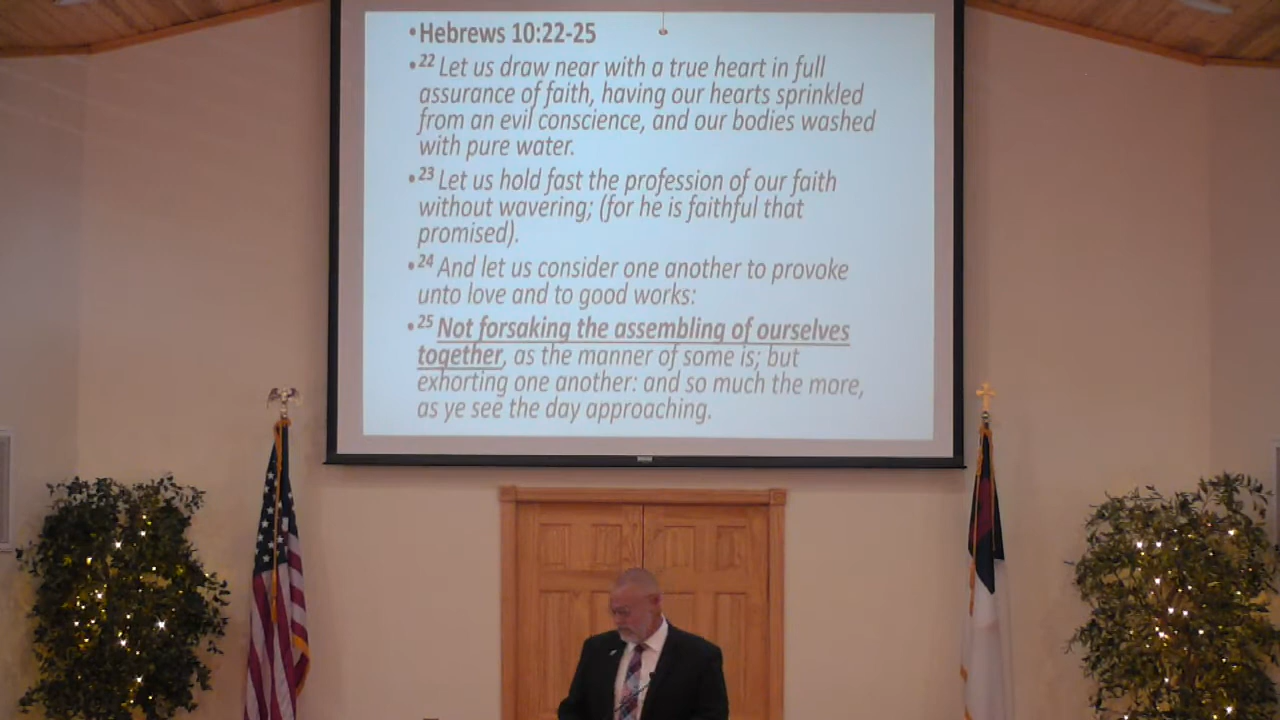 •Hebrews 10:22-25
•22 Let us draw near with a true heart in full
assurance of faith, having our hearts sprinkled
from an evil conscience, and our bodies washed
with pure water.
•23 Let us hold fast the profession of our faith
without wavering; (for he is faithful that
promised).
•24 And let us consider one another to provoke
unto love and to good works:
•25 Not forsaking the assembling of ourselves
together, as the manner of some is; but
exhorting one another: and so much the more,
as ye see the day approaching.